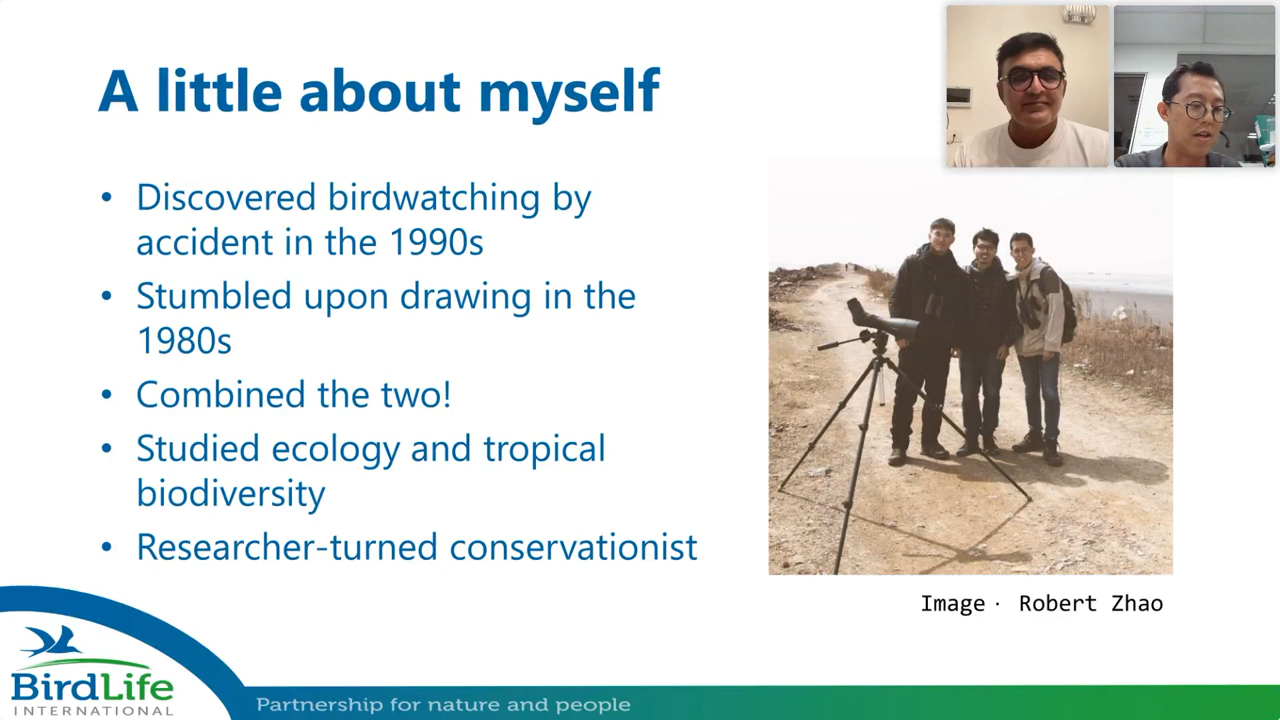 A little about myself
• Discovered birdwatching by
accident in the 1990s
• Stumbled upon drawing in the
1980s
• Combined the two!
• Studied ecology and tropical
biodiversity
• Researcher-turned conservationist
Image· Robert Zhao
BirdLife
INTERNATIONAL
Partnership for nature and people